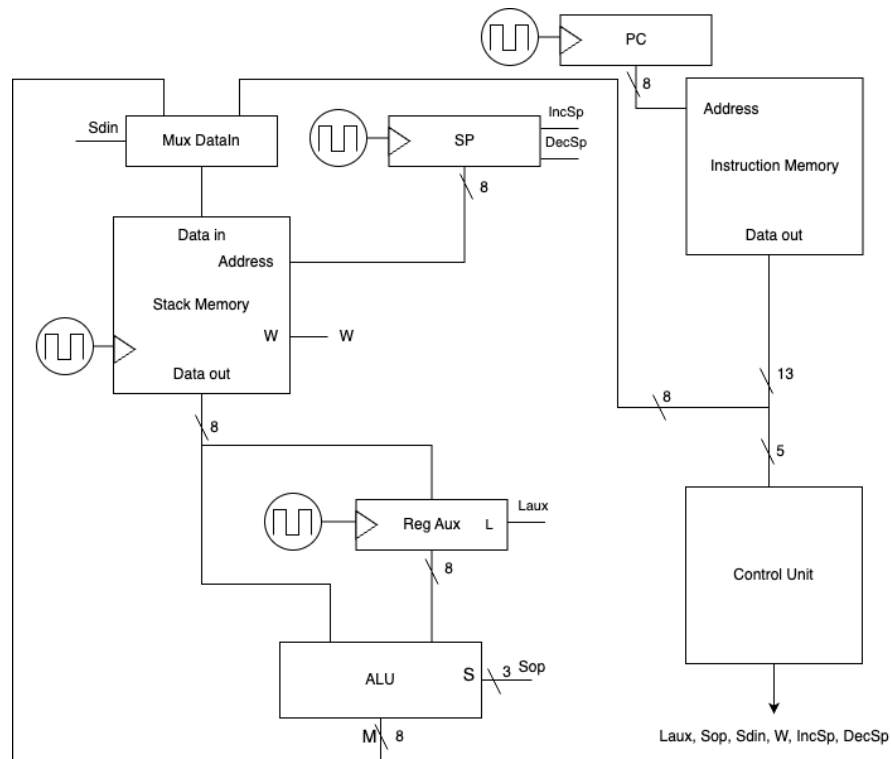 PC
8
Address
Instruction Memory
Data out
Sdin
Mux DataIn
SP
IncSp
DecSp
8
Data in
Address
Stack Memory
W
W
Data out
8
13
8
5
Reg Aux
L
Laux
8
Control Unit
ALU
S
3
Sop
M
8
Laux, Sop, Sdin, W, IncSp, DecSp